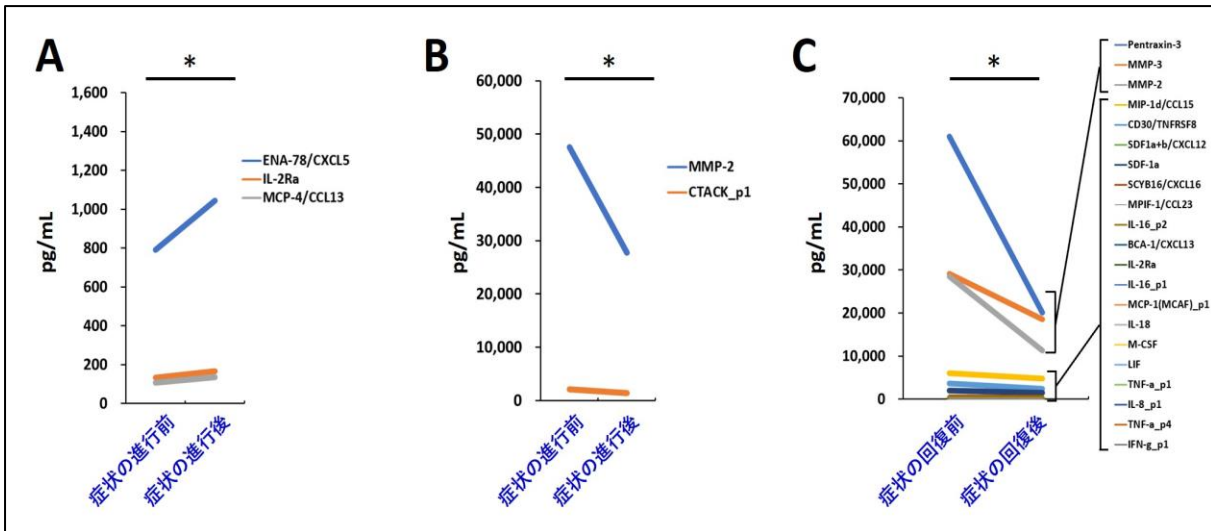 A
*
1,600
1,400
1,200
1,000
800
600
400
200
0
pg/mL
ENA-78/CXCL5
IL-2Ra
MCP-4/CCL13
症状の進行前
症状の進行後
B
*
60,000
50,000
40,000
30,000
20,000
10,000
0
pg/mL
MMP-2
CTACK_p1
症状の進行前
症状の進行後
C
*
70,000
60,000
50,000
40,000
30,000
20,000
10,000
0
pg/mL
症状の回復前
症状の回復後
Pentraxin-3
MMP-3
MMP-2
MIP-1d/CCL15
CD30/TNFRSF8
SDF1a+b/CXCL12
SDF-1a
SCYB16/CXCL16
MPIF-1/CCL23
IL-16_p2
BCA-1/CXCL13
IL-2Ra
IL-16_p1
MCP-1(MCAF)_p1
IL-18
M-CSF
LIF
TNF-a_p1
IL-8_p1
TNF-a_p4
IFN-g_p1